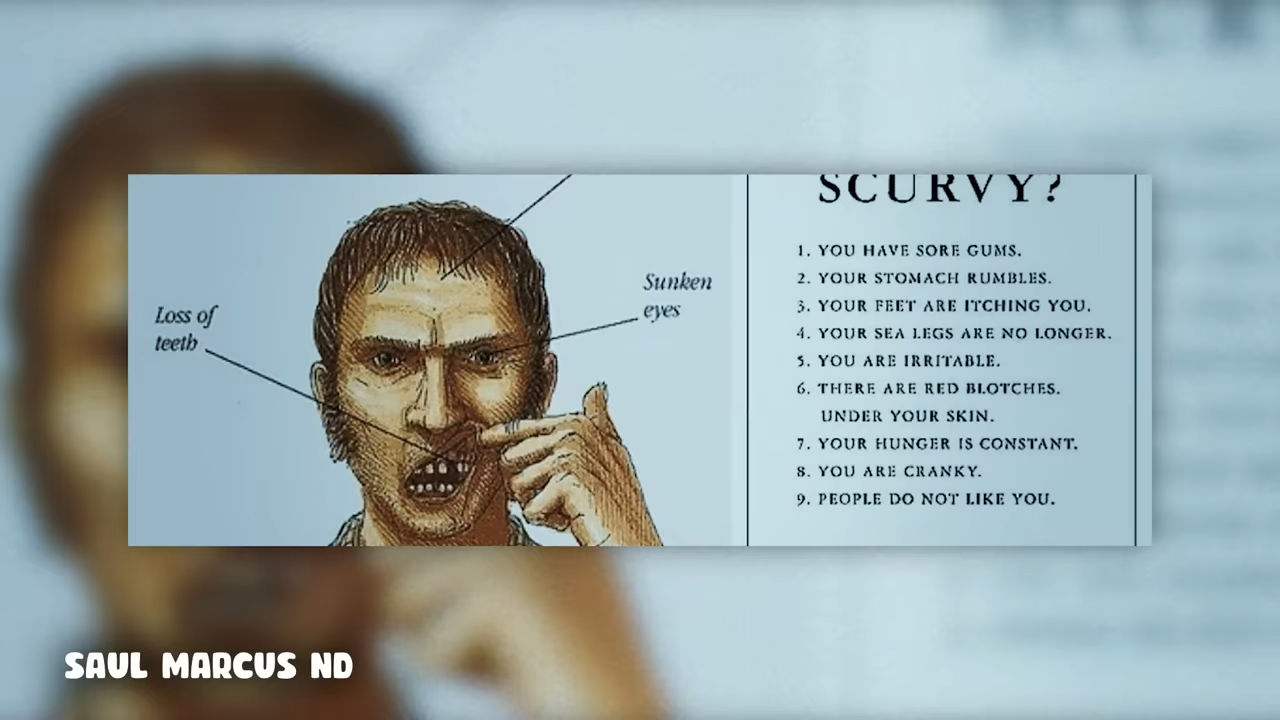 SCURVY?
Loss of
teeth
Sunken
eyes
1. YOU HAVE SORE GUMS.
2. YOUR STOMACH RUMBLES.
3. YOUR FEET ARE ITCHING YOU.
4. YOUR SEA LEGS ARE NO LONGER.
5. YOU ARE IRRITABLE.
6. THERE ARE RED BLOTCHES.
UNDER YOUR SKIN.
7. YOUR HUNGER IS CONSTANT.
8. YOU ARE CRANKY.
9. PEOPLE DO NOT LIKE YOU.
SAUL MARCUS ND